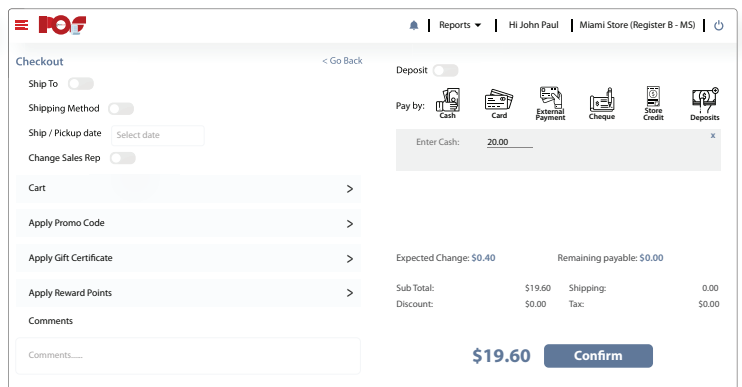 POS
Reports
Hi John Paul
Miami Store (Register B - MS)
Checkout
< Go Back
Ship To
Shipping Method
Ship / Pickup date
Select date
Change Sales Rep
Cart >
Apply Promo Code >
Apply Gift Certificate >
Apply Reward Points >
Comments
Comments......
Deposit
Pay by:
Cash
Card
External Payment
Cheque
Store Credit
Deposits
Enter Cash: 20.00
x
Expected Change: $0.40
Remaining payable: $0.00
Sub Total: $19.60 Shipping: 0.00
Discount: $0.00 Tax: $0.00
$19.60
Confirm